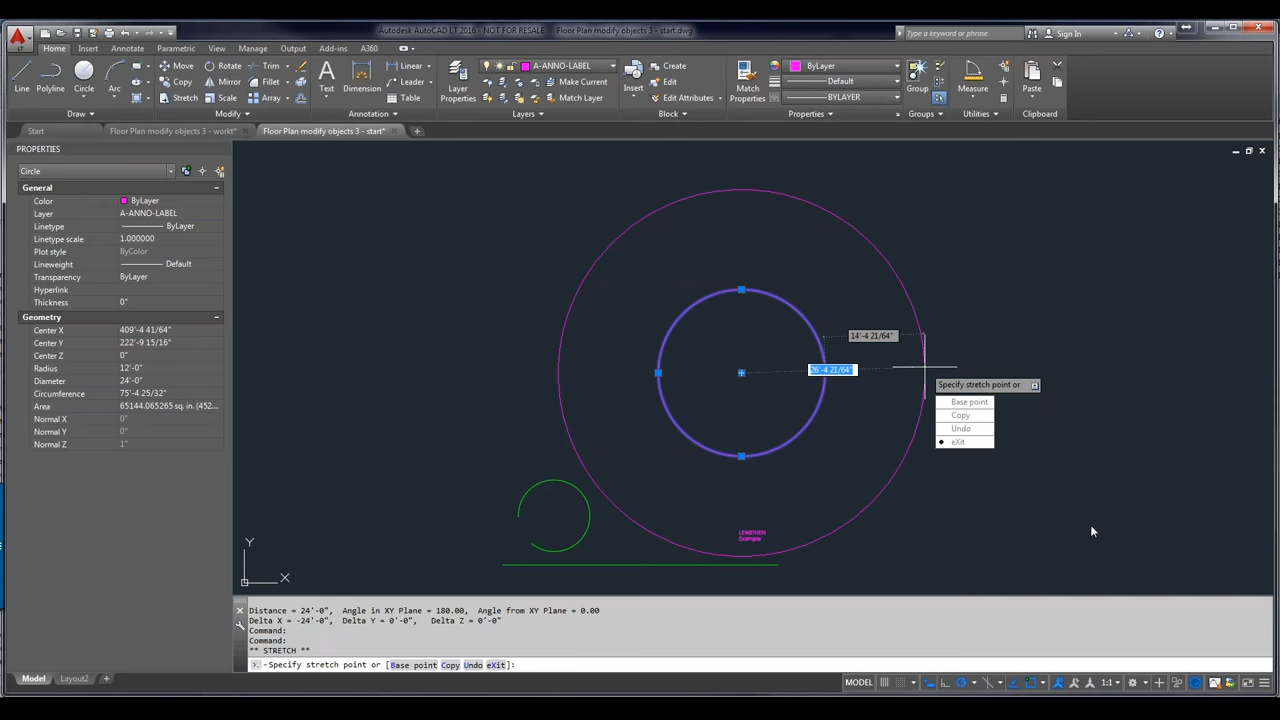 Autodesk AutoCAD LT 2016 - NOT FOR RESALE Floor Plan modify objects 3 - start.dwg
Type a keyword or phrase
Sign In
LT
Home Insert Annotate Parametric View Manage Output Add-ins A360
Line Polyline Circle Arc
Move Rotate Trim
Copy Mirror Fillet
Stretch Scale Array
Text Dimension
Linear
Leader
Table
Layer Properties
A-ANNO-LABEL
Make Current
Match Layer
Insert
Create
Edit
Edit Attributes
Match Properties
ByLayer
Default
BYLAYER
Group
Measure
Paste
Draw Modify Annotation Layers Block Properties Groups Utilities Clipboard
Start Floor Plan modify objects 3 - workt* Floor Plan modify objects 3 - start*
PROPERTIES
Circle
General
Color ByLayer
Layer A-ANNO-LABEL
Linetype ByLayer
Linetype scale 1.000000
Plot style ByColor
Lineweight Default
Transparency ByLayer
Hyperlink
Thickness 0"
Geometry
Center X 409'-4 41/64"
Center Y 222'-9 15/16"
Center Z 0"
Radius 12'-0"
Diameter 24'-0"
Circumference 75'-4 25/32"
Area 65144.065265 sq. in. (452....
Normal X 0"
Normal Y 0"
Normal Z 1"
14'-4 21/64"
26'-4 21/64"
Specify stretch point or
Base point
Copy
Undo
eXit
LENGTHEN
Example
Y
X
Distance = 24'-0", Angle in XY Plane = 180.00, Angle from XY Plane = 0.00
Delta X = -24'-0", Delta Y = 0'-0", Delta Z = 0'-0"
Command:
Command:
** STRETCH **
-Specify stretch point or [Base point Copy Undo eXit]:
Model Layout2 +
MODEL 1:1